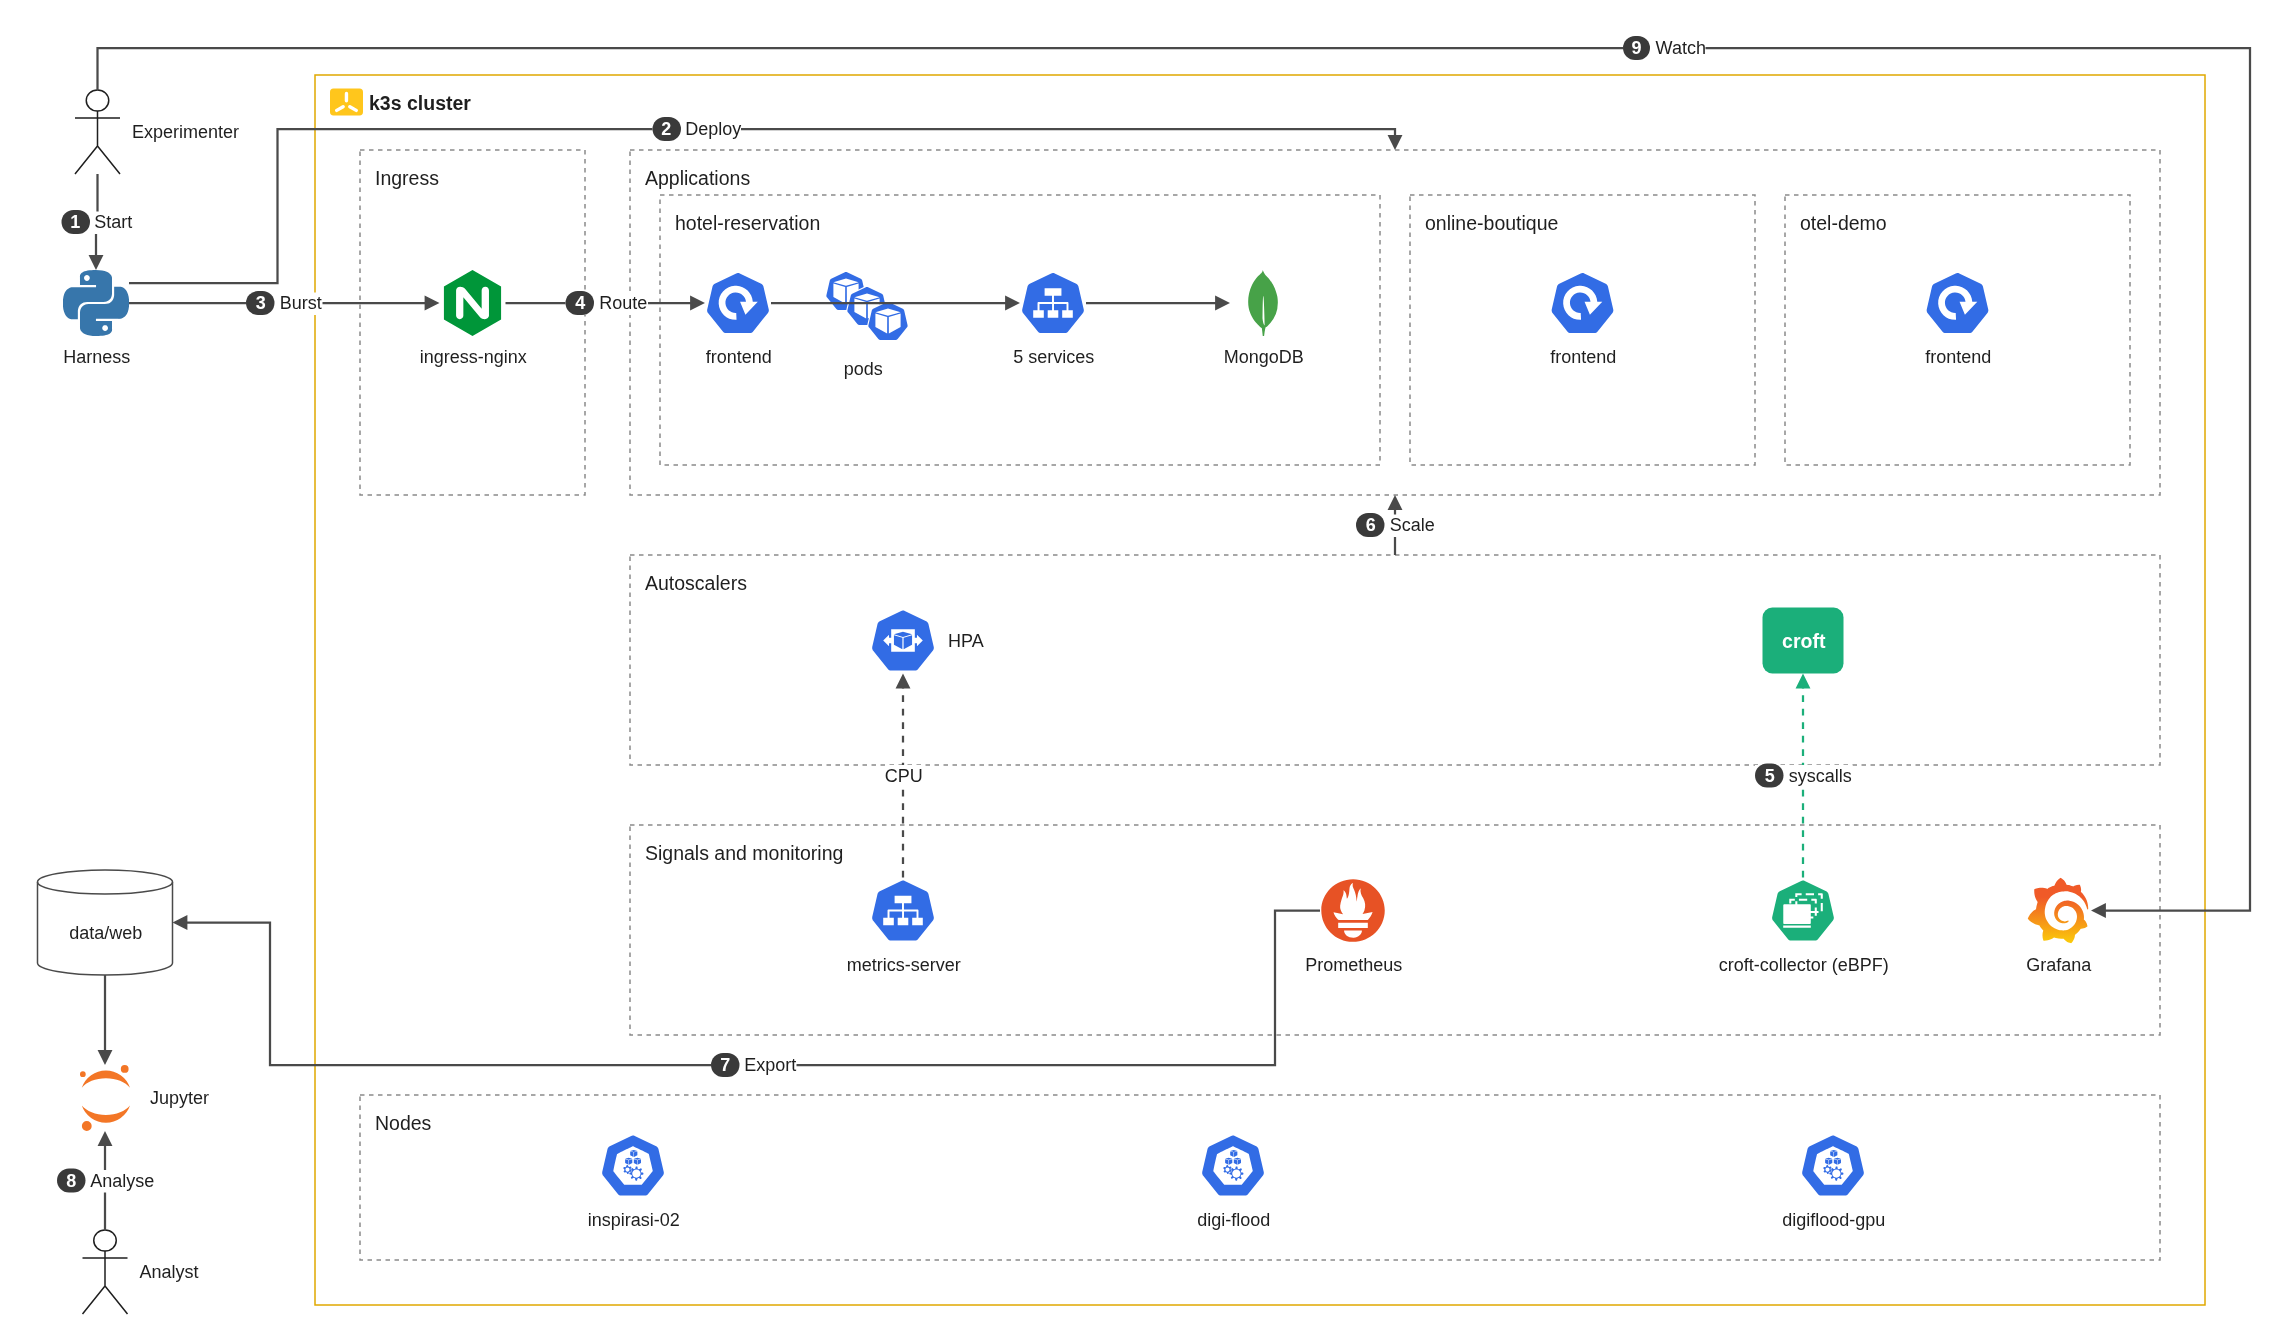 9 Watch
k3s cluster
2 Deploy
Experimenter
Ingress
Applications
hotel-reservation
online-boutique
otel-demo
1 Start
3 Burst
4 Route
Harness
ingress-nginx
frontend
pods
5 services
MongoDB
frontend
frontend
6 Scale
Autoscalers
HPA
croft
CPU
5 syscalls
Signals and monitoring
data/web
metrics-server
Prometheus
croft-collector (eBPF)
Grafana
7 Export
Jupyter
Nodes
8 Analyse
inspirasi-02
digi-flood
digiflood-gpu
Analyst